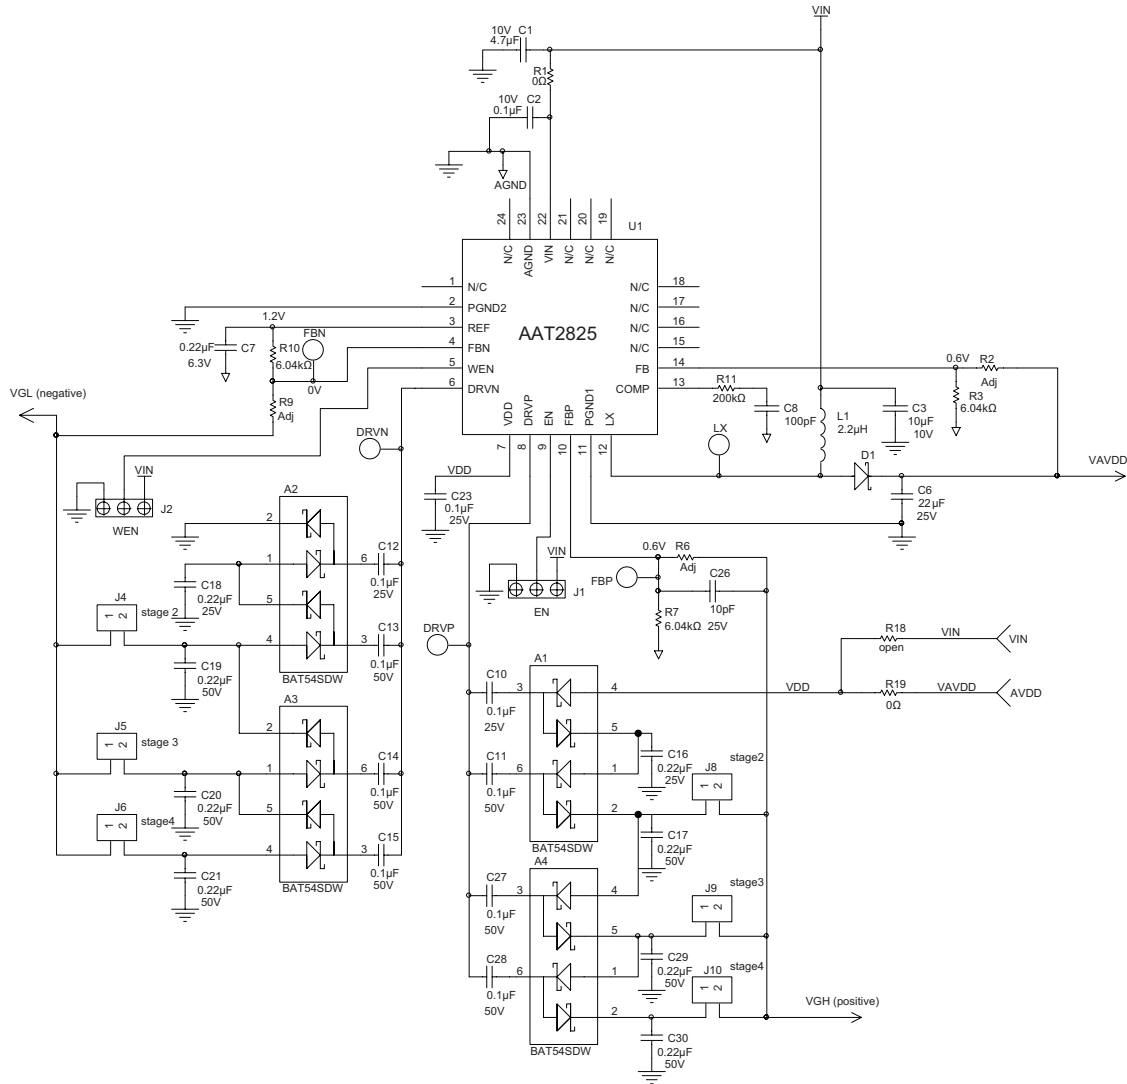 VIN
10V C1
4.7µF
R1
0Ω
10V C2
0.1µF
AGND
24
23
22
21
20
19
U1
N/C
AGND
VIN
N/C
N/C
N/C
1 N/C
2 PGND2
3 REF
4 FBN
5 WEN
6 DRVN
AAT2825
N/C 18
N/C 17
N/C 16
N/C 15
FB 14
COMP 13
VDD
DRVP
EN
FBP
PGND1
LX
7
8
9
10
11
12
1.2V
0.22µF C7
6.3V
R10
6.04kΩ
FBN
0V
R9
Adj
VGL (negative)
DRVN
VIN
J2
WEN
R11
200kΩ
C8
100pF
0.6V R2
Adj
R3
6.04kΩ
C3
10µF
10V
L1
2.2µH
LX
D1
VAVDD
C6
22µF
25V
VDD
C23
0.1µF
25V
VIN
J1
EN
0.6V R6
Adj
FBP
C26
10pF
25V
R7
6.04kΩ
DRVP
A2
2
1
5
4
6
3
BAT54SDW
C12
0.1µF
25V
C13
0.1µF
50V
C18
0.22µF
25V
J4
1 2
stage 2
C19
0.22µF
50V
A3
2
1
5
4
6
3
BAT54SDW
C14
0.1µF
50V
C15
0.1µF
50V
J5
1 2
stage 3
C20
0.22µF
50V
J6
1 2
stage4
C21
0.22µF
50V
A1
3
6
4
5
1
2
BAT54SDW
C10
0.1µF
25V
C11
0.1µF
50V
VDD
R18
open
VIN
VIN
R19
0Ω
VAVDD
AVDD
C16
0.22µF
25V
stage2
J8
1 2
C17
0.22µF
50V
A4
3
6
4
5
1
2
BAT54SDW
C27
0.1µF
50V
C28
0.1µF
50V
J9
1 2
stage3
C29
0.22µF
50V
J10
1 2
stage4
C30
0.22µF
50V
VGH (positive)